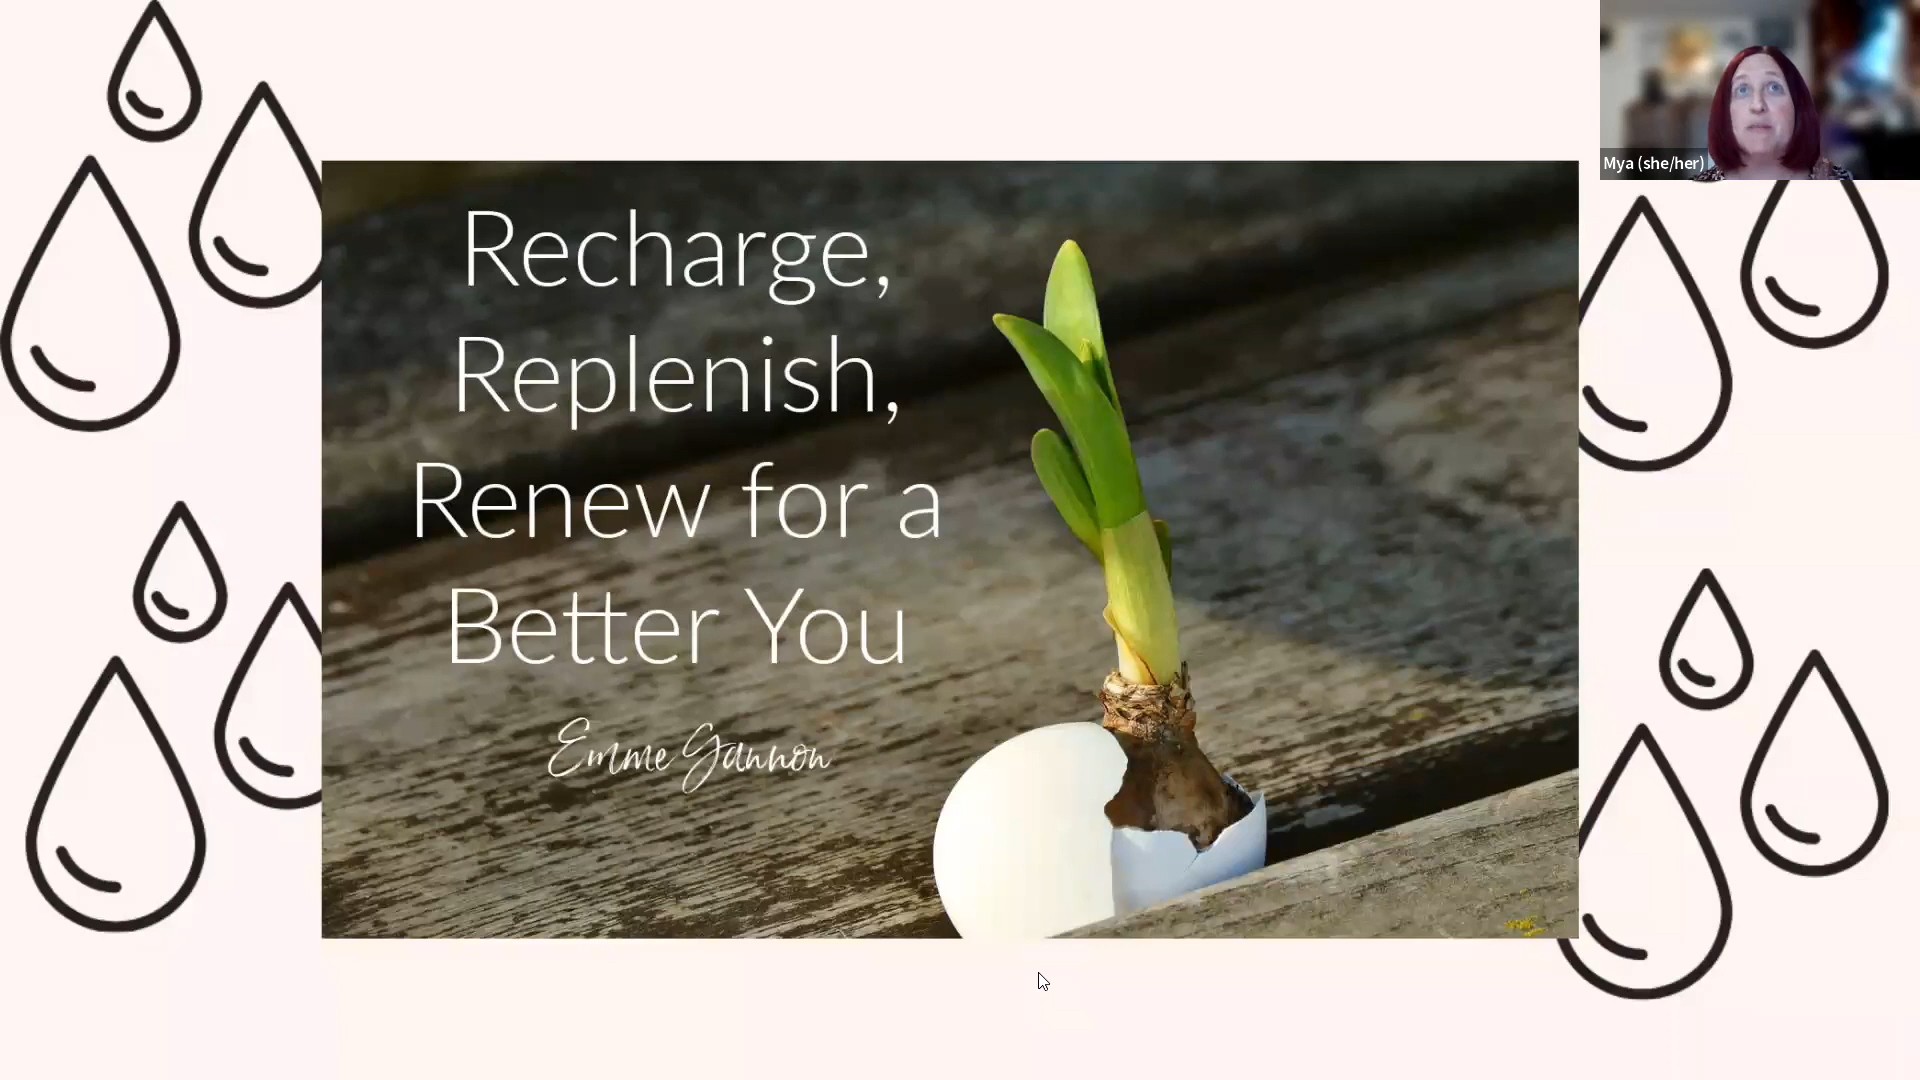 Recharge,
Replenish,
Renew for a
Better You
Emme Gannon
Mya (she/her)